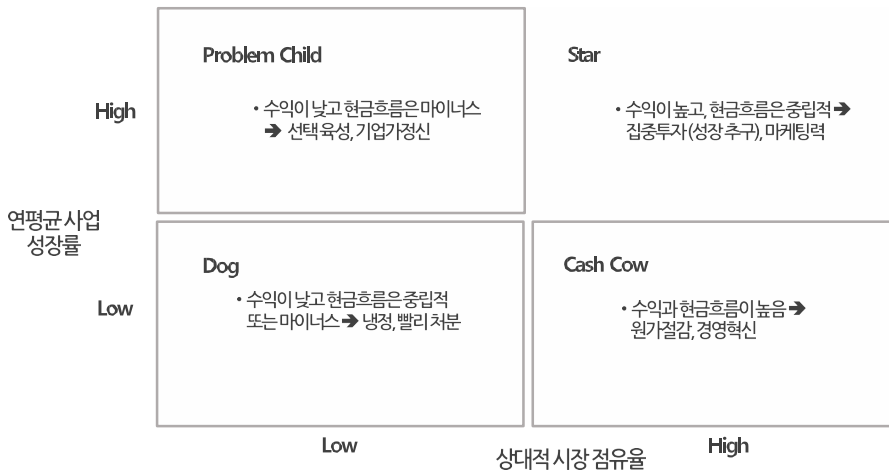 Problem Child
• 수익이 낮고 현금흐름은 마이너스
➔ 선택 육성, 기업가정신
Star
• 수익이 높고, 현금흐름은 중립적 ➔
집중투자 (성장 추구), 마케팅력
High
연평균 사업
성장률
Dog
• 수익이 낮고 현금흐름은 중립적
또는 마이너스 ➔ 냉정, 빨리 처분
Cash Cow
• 수익과 현금흐름이 높음 ➔
원가절감, 경영혁신
Low
Low
상대적 시장 점유율
High